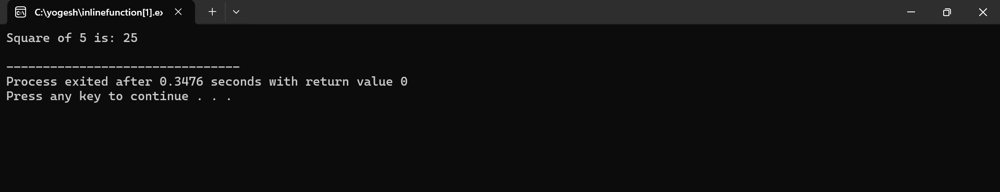 C:\yogesh\inlinefunction[1].ex
Square of 5 is: 25
--------------------------------
Process exited after 0.3476 seconds with return value 0
Press any key to continue . . .